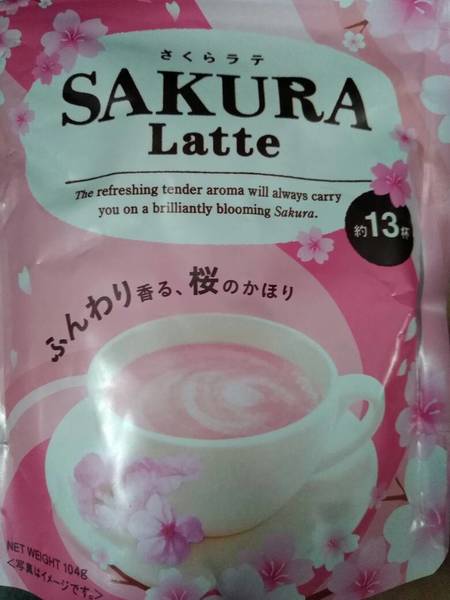 さくらラテ
SAKURA
Latte
The refreshing tender aroma will always carry
you on a brilliantly blooming Sakura.
約13杯
ふんわり香る、桜のかほり
NET WEIGHT 104g
<写真はイメージです。>